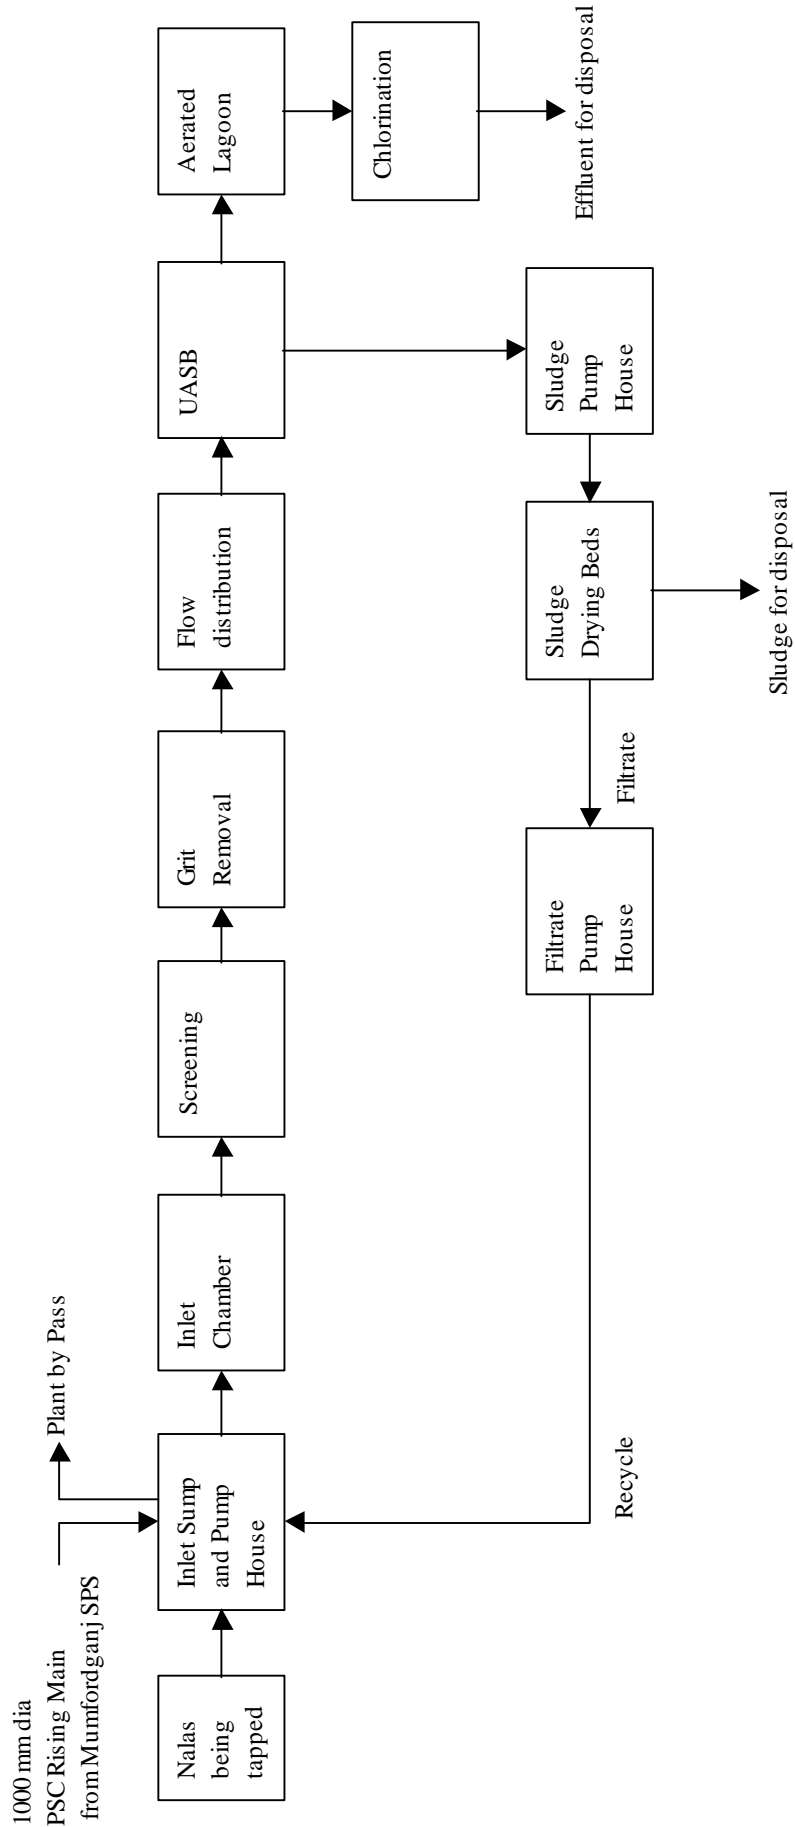 1000 mm dia
PSC Rising Main
from Mumfordganj SPS
Plant by Pass
Nalas
being
tapped
Inlet Sump
and Pump
House
Inlet
Chamber
Screening
Grit
Removal
Flow
distribution
UASB
Aerated
Lagoon
Chlorination
Effluent for disposal
Recycle
Filtrate
Pump
House
Filtrate
Sludge
Drying Beds
Sludge
Pump
House
Sludge for disposal